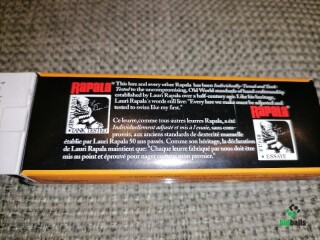 Rapala
TANK TESTED
"This lure and every other Rapala has been Individually-Tuned and Tank-
Tested to the uncompromising, Old World standards of hand craftsmanship
established by Lauri Rapala over a half-century ago. Like his heritage,
Lauri Rapala's words still live: "Every lure we make must be adjusted and
tested to swim like my first."
Rapala
ESSAYÉ
Ce leurre, comme tous autres leurres Rapala, a été
Individuellement adjusté et mis à l'essaie, sans com-
promis, aux anciens standards de dextérité manuelle
établie par Lauri Rapala 50 ans passés. Comme son héritage, la déclaration
de Lauri Rapala maintient que: "Chaque leurre fabriqué par nous doit être
mis au point et éprouvé pour nager comme mon premier."
baits